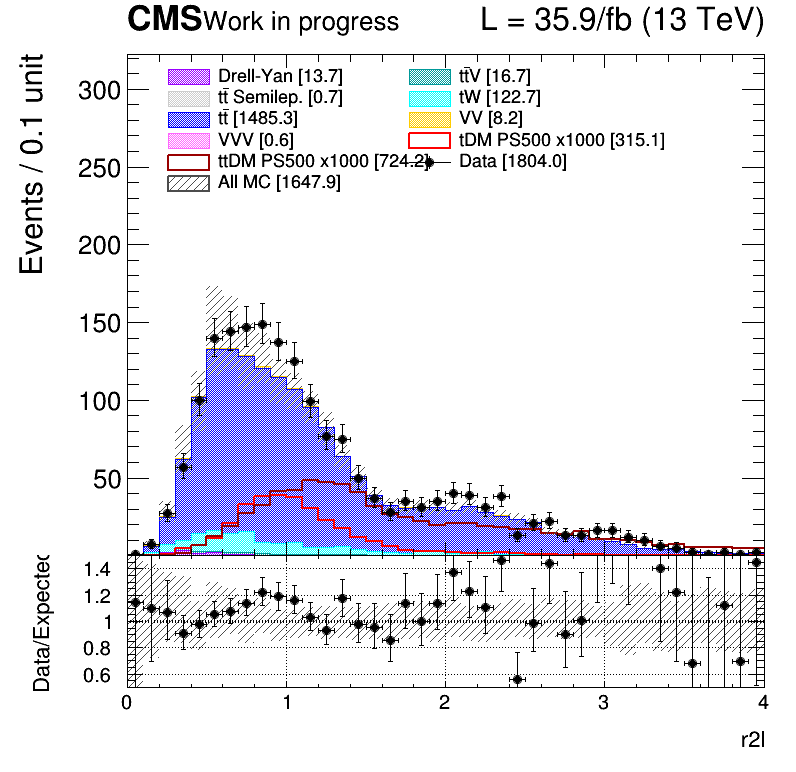 CMS Work in progress L = 35.9/fb (13 TeV)
Events / 0.1 unit
300
250
200
150
100
50
Drell-Yan [13.7]
tt̄ Semilep. [0.7]
tt̄ [1485.3]
VVV [0.6]
ttDM PS500 x1000 [724.2]
All MC [1647.9]
tt̄V [16.7]
tW [122.7]
VV [8.2]
tDM PS500 x1000 [315.1]
Data [1804.0]
Data/Expected
1.4
1.2
1
0.8
0.6
0 1 2 3 4
r2l